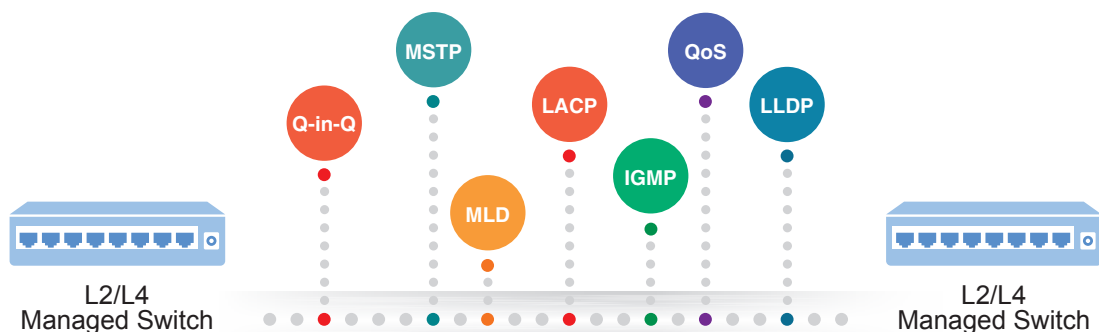 MSTP
QoS
Q-in-Q
LACP
LLDP
MLD
IGMP
L2/L4
Managed Switch
L2/L4
Managed Switch